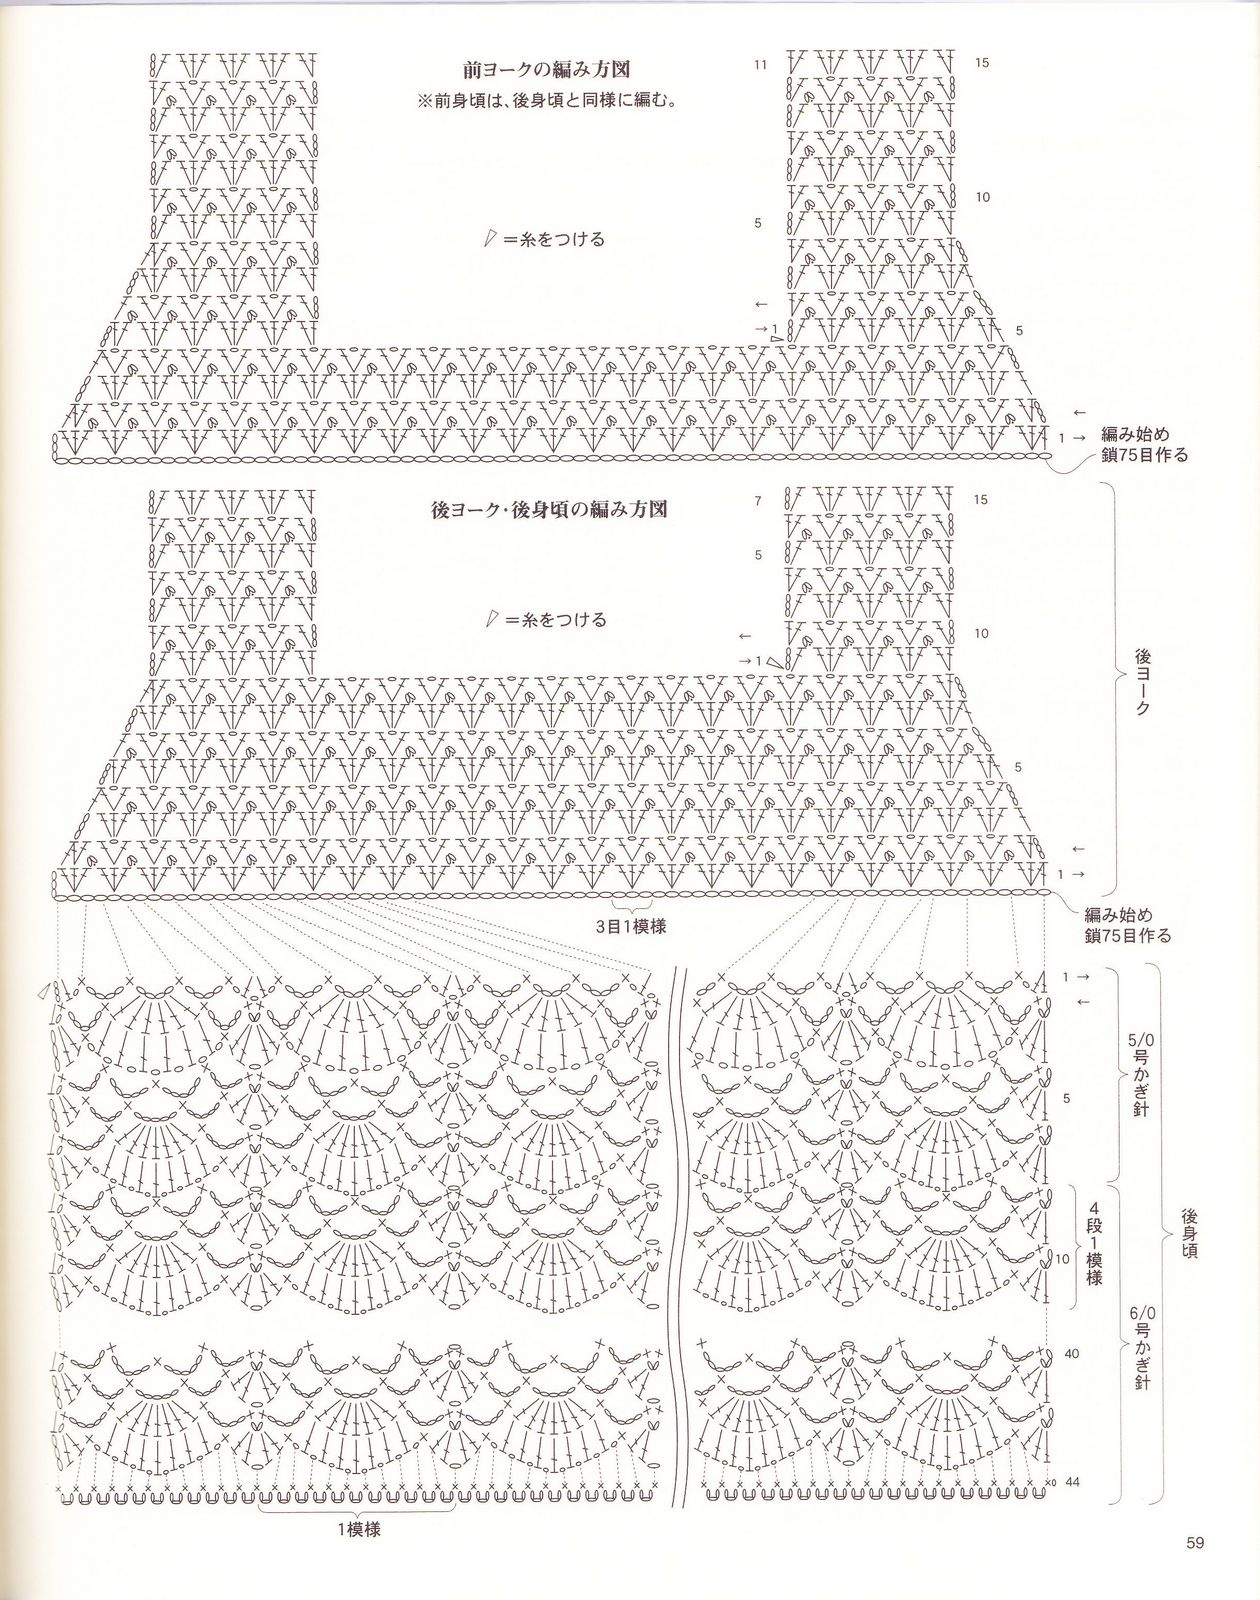 前ヨークの編み方図
※前身頃は、後身頃と同様に編む。
11
15
10
5
=糸をつける
←
→1
5
←
1→
編み始め
鎖75目作る
後ヨーク・後身頃の編み方図
7
15
5
=糸をつける
←
→1
10
後ヨーク
5
←
1→
3目1模様
編み始め
鎖75目作る
1→
←
5/0号かぎ針
5
4段1模様
10
後身頃
6/0号かぎ針
40
44
1模様
59